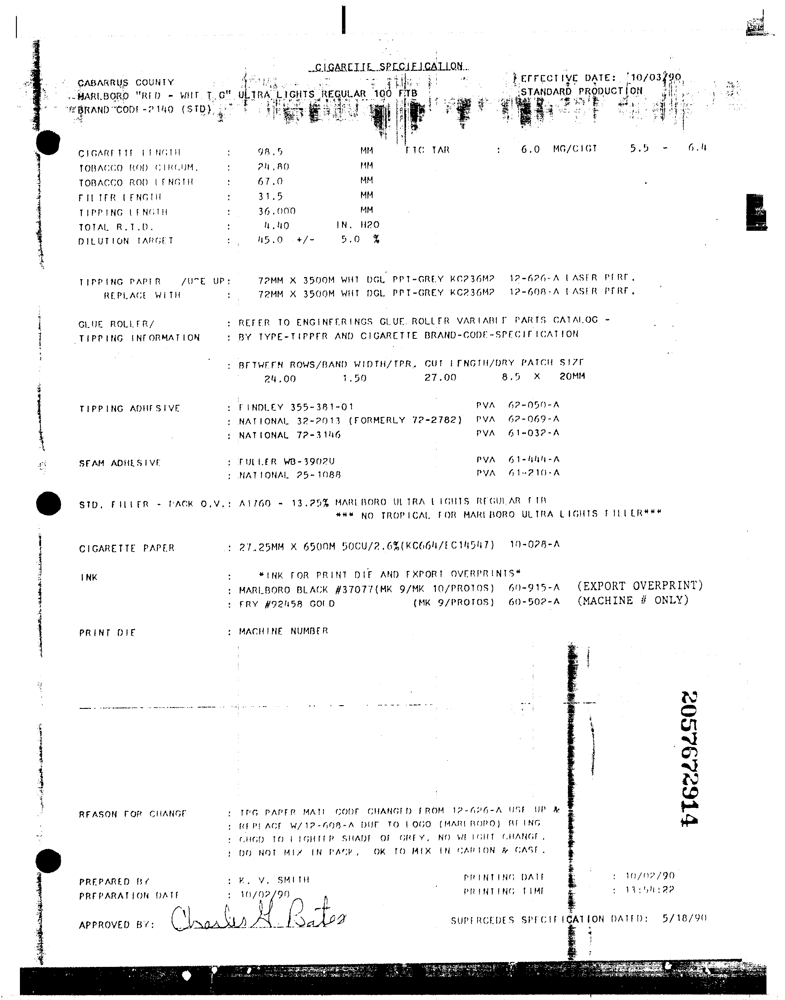 CIGARETTE SPECIFICATION
CABARRUS COUNTY EFFECTIVE DATE: 10/03/90
MARLBORO "RED - WHT T G" ULTRA LIGHTS REGULAR 100 FTB STANDARD PRODUCTION
BRAND CODE-2140 (STD)
CIGARETTE LENGTH : 98.5 MM FTC TAR : 6.0 MG/CIGT 5.5 - 6.4
TOBACCO ROD CIRCUM. : 24.80 MM
TOBACCO ROD LENGTH : 67.0 MM
FILTER LENGTH : 31.5 MM
TIPPING LENGTH : 36.000 MM
TOTAL R.T.D. : 4.40 IN. H2O
DILUTION TARGET : 45.0 +/- 5.0 %
TIPPING PAPER /USE UP: 72MM X 3500M WHT DGL PPT-GREY KC236M2 12-626-A LASER PERF.
REPLACE WITH : 72MM X 3500M WHT DGL PPT-GREY KC236M2 12-608-A LASER PERF.
GLUE ROLLER/ : REFER TO ENGINEERINGS GLUE ROLLER VARIABLE PARTS CATALOG -
TIPPING INFORMATION : BY TYPE-TIPPER AND CIGARETTE BRAND-CODE-SPECIFICATION
: BETWEEN ROWS/BAND WIDTH/TPR. CUT LENGTH/DRY PATCH SIZE
24.00 1.50 27.00 8.5 X 20MM
TIPPING ADHESIVE : FINDLEY 355-381-01 PVA 62-050-A
: NATIONAL 32-2013 (FORMERLY 72-2782) PVA 62-069-A
: NATIONAL 72-3146 PVA 61-032-A
SEAM ADHESIVE : FULLER WB-3902U PVA 61-444-A
: NATIONAL 25-1088 PVA 61-210-A
STD. FILLER - PACK O.V.: A1760 - 13.25% MARLBORO ULTRA LIGHTS REGULAR FTB
*** NO TROPICAL FOR MARLBORO ULTRA LIGHTS FILLER***
CIGARETTE PAPER : 27.25MM X 6500M 50CU/2.6%(KC664/EC14547) 10-028-A
INK : *INK FOR PRINT DIE AND EXPORT OVERPRINTS*
: MARLBORO BLACK #37077(MK 9/MK 10/PROTOS) 60-915-A (EXPORT OVERPRINT)
: FRY #92458 GOLD (MK 9/PROTOS) 60-502-A (MACHINE # ONLY)
PRINT DIE : MACHINE NUMBER
2057672914
REASON FOR CHANGE : TPG PAPER MATL CODE CHANGED FROM 12-626-A USE UP &
: REPLACE W/12-608-A DUE TO LOGO (MARLBORO) BEING
: CHGD TO LIGHTER SHADE OF GREY. NO WEIGHT CHANGE.
: DO NOT MIX IN PACK. OK TO MIX IN CARTON & CASE.
PREPARED BY : K. V. SMITH PRINTING DATE : 10/02/90
PREPARATION DATE : 10/02/90 PRINTING TIME : 13:54:22
APPROVED BY: Charles H. Bates SUPERCEDES SPECIFICATION DATED: 5/18/90